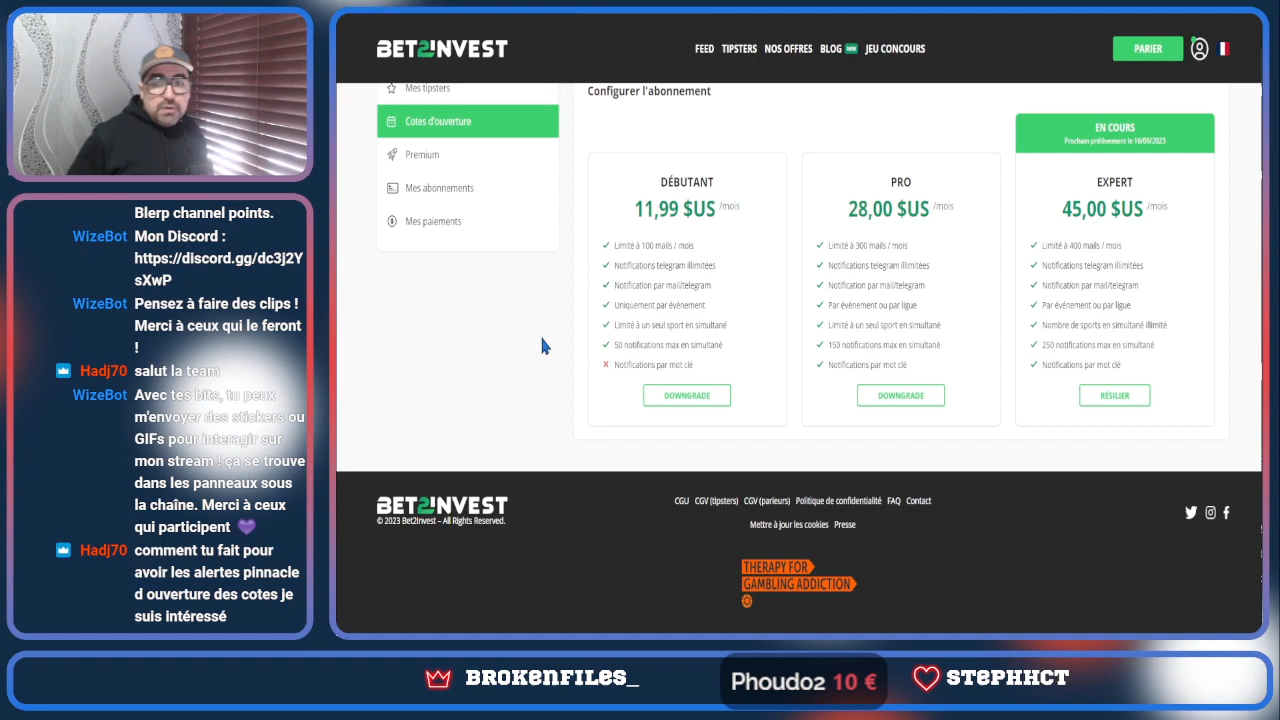 BET2INVEST
FEED TIPSTERS NOS OFFRES BLOG NEW JEU CONCOURS
PARIER
Mes tipsters
Cotes d'ouverture
Premium
Mes abonnements
Mes paiements
Configurer l'abonnement
DÉBUTANT
11,99 $US /mois
Limité à 100 mails / mois
Notifications telegram illimitées
Notification par mail/telegram
Uniquement par événement
Limité à un seul sport en simultané
50 notifications max en simultané
Notifications par mot clé
DOWNGRADE
PRO
28,00 $US /mois
Limité à 300 mails / mois
Notifications telegram illimitées
Notification par mail/telegram
Par événement ou par ligue
Limité à un seul sport en simultané
150 notifications max en simultané
Notifications par mot clé
DOWNGRADE
EN COURS
Prochain prélèvement le 16/09/2023
EXPERT
45,00 $US /mois
Limité à 400 mails / mois
Notifications telegram illimitées
Notification par mail/telegram
Par événement ou par ligue
Nombre de sports en simultané illimité
250 notifications max en simultané
Notifications par mot clé
RÉSILIER
BET2INVEST
© 2023 Bet2Invest – All Rights Reserved.
CGU CGV (tipsters) CGV (parieurs) Politique de confidentialité FAQ Contact
Mettre à jour les cookies Presse
THERAPY FOR
GAMBLING ADDICTION
Blerp channel points.
WizeBot Mon Discord :
https://discord.gg/dc3j2Y
sXwP
WizeBot Pensez à faire des clips !
Merci à ceux qui le feront
!
Hadj70 salut la team
WizeBot Avec tes bits, tu peux
m'envoyer des stickers ou
GIFs pour interagir sur
mon stream ! ça se trouve
dans les panneaux sous
la chaîne. Merci à ceux
qui participent
Hadj70 comment tu fait pour
avoir les alertes pinnacle
d ouverture des cotes je
suis intéressé
BROKENFILES_
Phoudo2 10 €
STEPHHCT